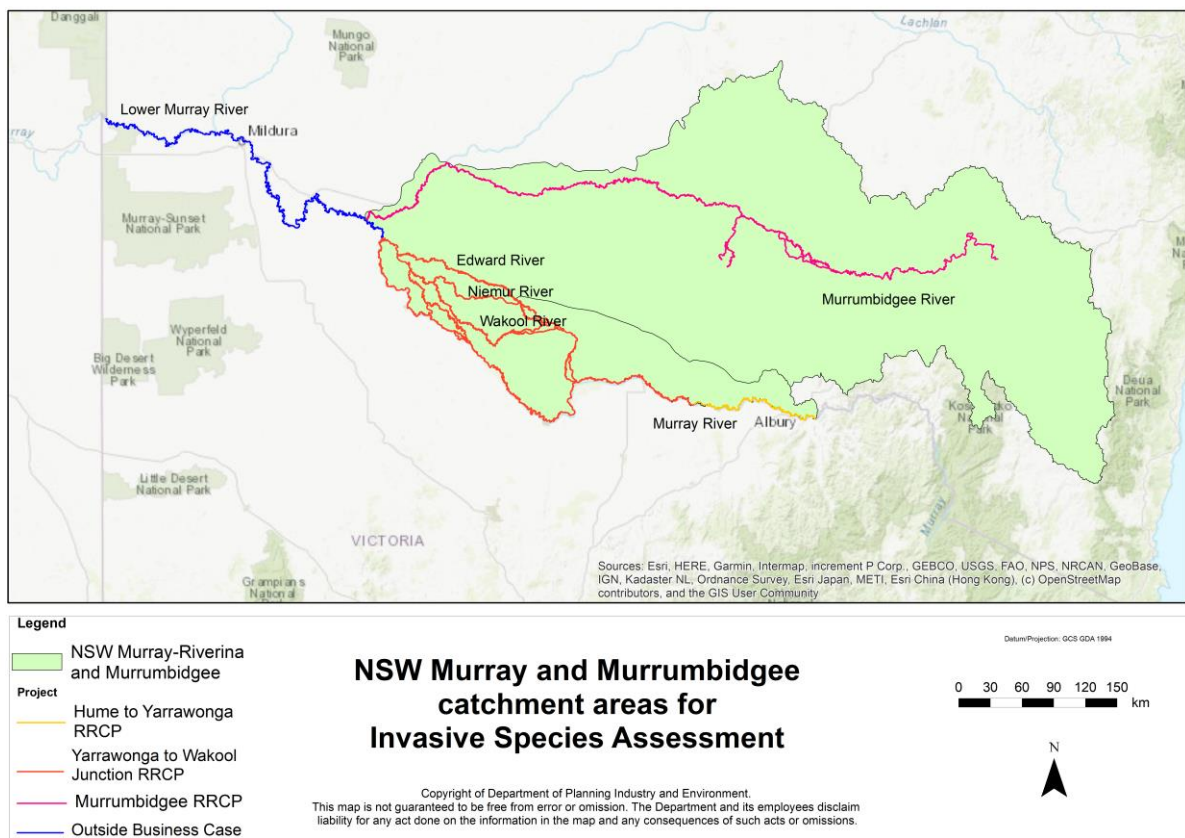 Danggali
Mungo
National
Park
Lachlan
Lower Murray River
Mildura
Murray-Sunset
National Park
Edward River
Niemur River
Wakool River
Murrumbidgee River
Wyperfeld
National
Park
Big Desert
Wilderness
Park
Murray River
Albury
Deua
National
Park
Little Desert
National Park
Murray
VICTORIA
Grampians
National
Sources: Esri, HERE, Garmin, Intermap, increment P Corp., GEBCO, USGS, FAO, NPS, NRCAN, GeoBase,
IGN, Kadaster NL, Ordnance Survey, Esri Japan, METI, Esri China (Hong Kong), (c) OpenStreetMap
contributors, and the GIS User Community
Legend
NSW Murray-Riverina
and Murrumbidgee
Project
Hume to Yarrawonga
RRCP
Yarrawonga to Wakool
Junction RRCP
Murrumbidgee RRCP
Outside Business Case
NSW Murray and Murrumbidgee
catchment areas for
Invasive Species Assessment
Copyright of Department of Planning Industry and Environment.
This map is not guaranteed to be free from error or omission. The Department and its employees disclaim
liability for any act done on the information in the map and any consequences of such acts or omissions.
Datum/Projection: GCS GDA 1994
0 30 60 90 120 150
km
N